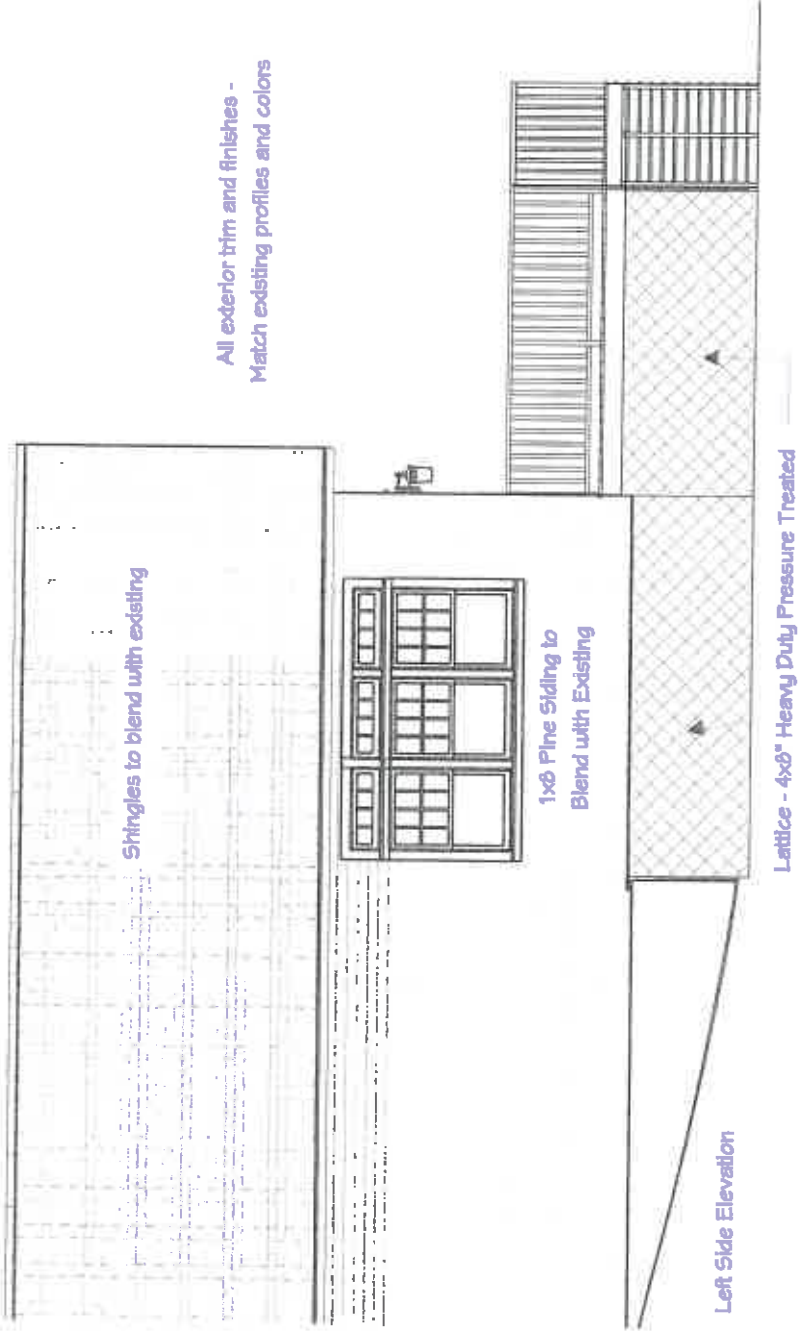 All exterior trim and finishes -
Match existing profiles and colors
Shingles to blend with existing
1x8 Pine Siding to
Blend with Existing
Lattice - 4x8" Heavy Duty Pressure Treated
Left Side Elevation